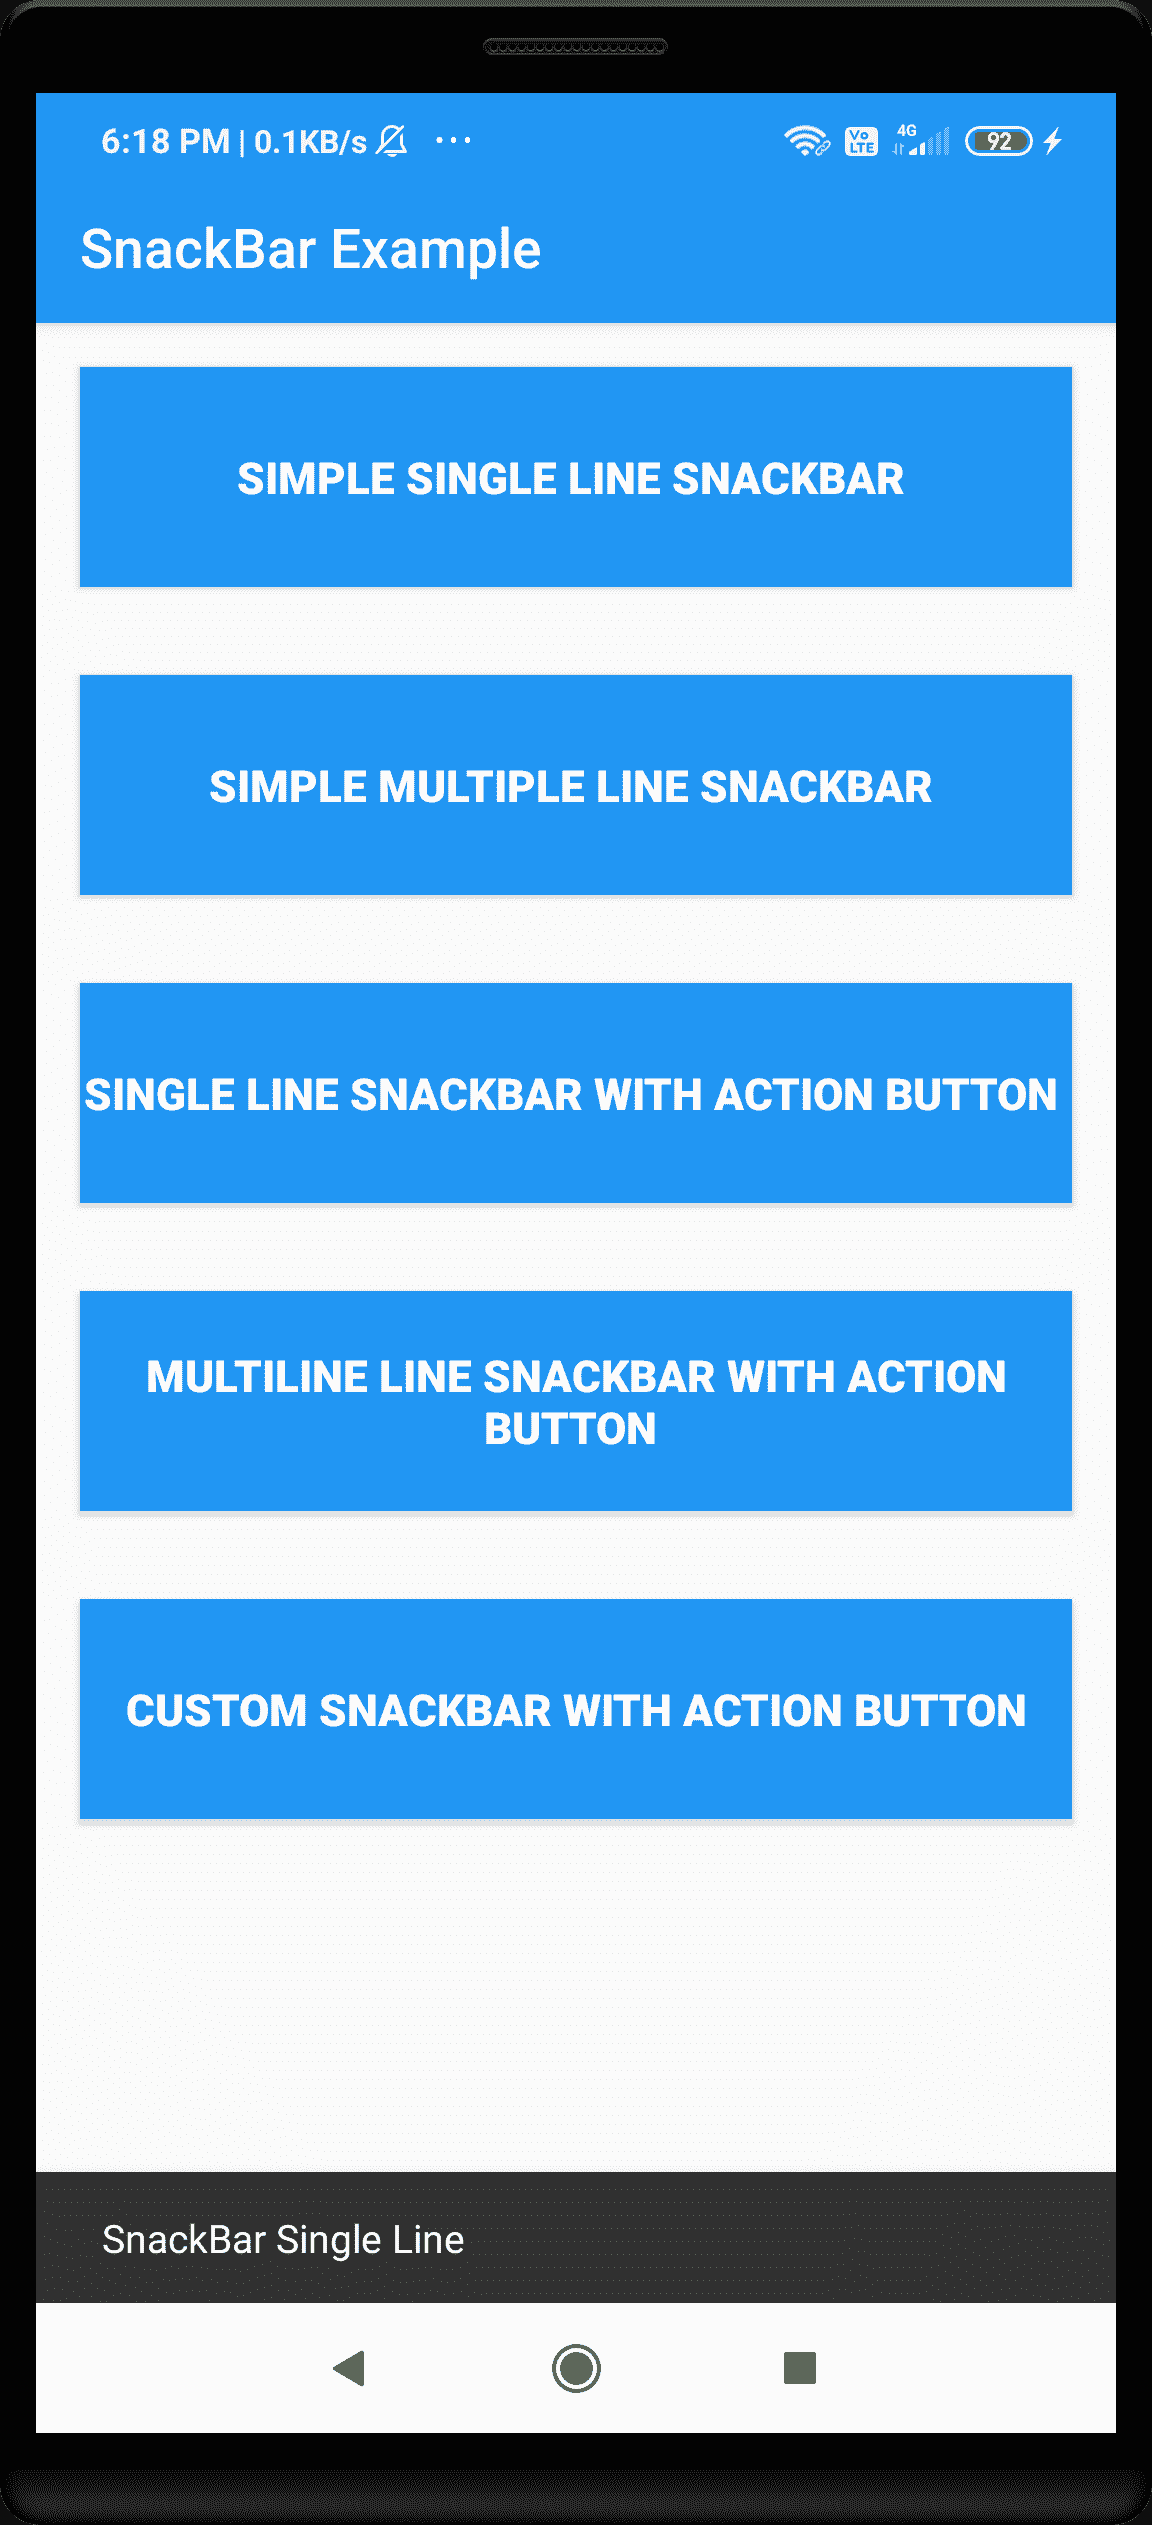 6:18 PM | 0.1KB/s ... Vo LTE 4G 92
SnackBar Example
SIMPLE SINGLE LINE SNACKBAR
SIMPLE MULTIPLE LINE SNACKBAR
SINGLE LINE SNACKBAR WITH ACTION BUTTON
MULTILINE LINE SNACKBAR WITH ACTION
BUTTON
CUSTOM SNACKBAR WITH ACTION BUTTON
SnackBar Single Line